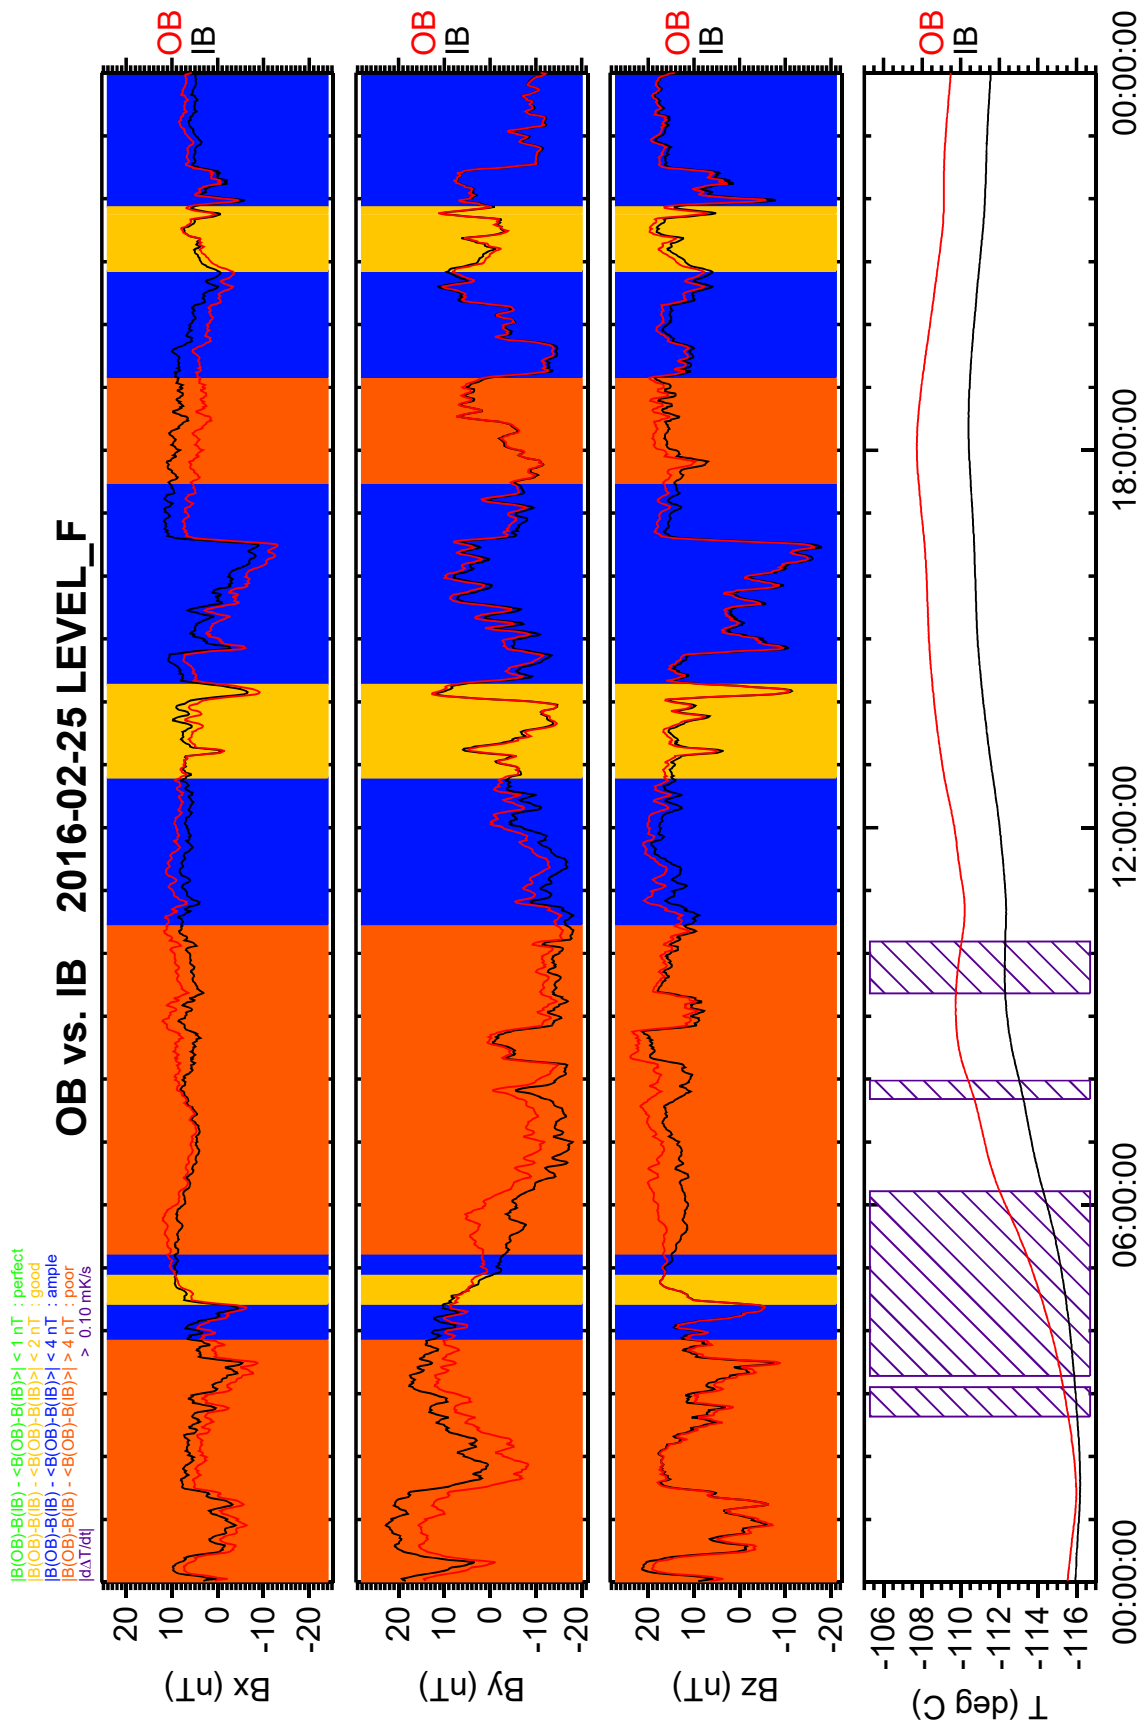 OB vs. IB 2016-02-25 LEVEL_F
|B(OB)-B(IB) - <B(OB)-B(IB)>| < 1 nT : perfect
|B(OB)-B(IB) - <B(OB)-B(IB)>| < 2 nT : good
|B(OB)-B(IB) - <B(OB)-B(IB)>| < 4 nT : ample
|B(OB)-B(IB) - <B(OB)-B(IB)>| > 4 nT : poor
|dΔT/dt| > 0.10 mK/s
Bx (nT)
20
10
0
-10
-20
OB
IB
By (nT)
20
10
0
-10
-20
OB
IB
Bz (nT)
20
10
0
-10
-20
OB
IB
T (deg C)
-106
-108
-110
-112
-114
-116
OB
IB
00:00:00 06:00:00 12:00:00 18:00:00 00:00:00